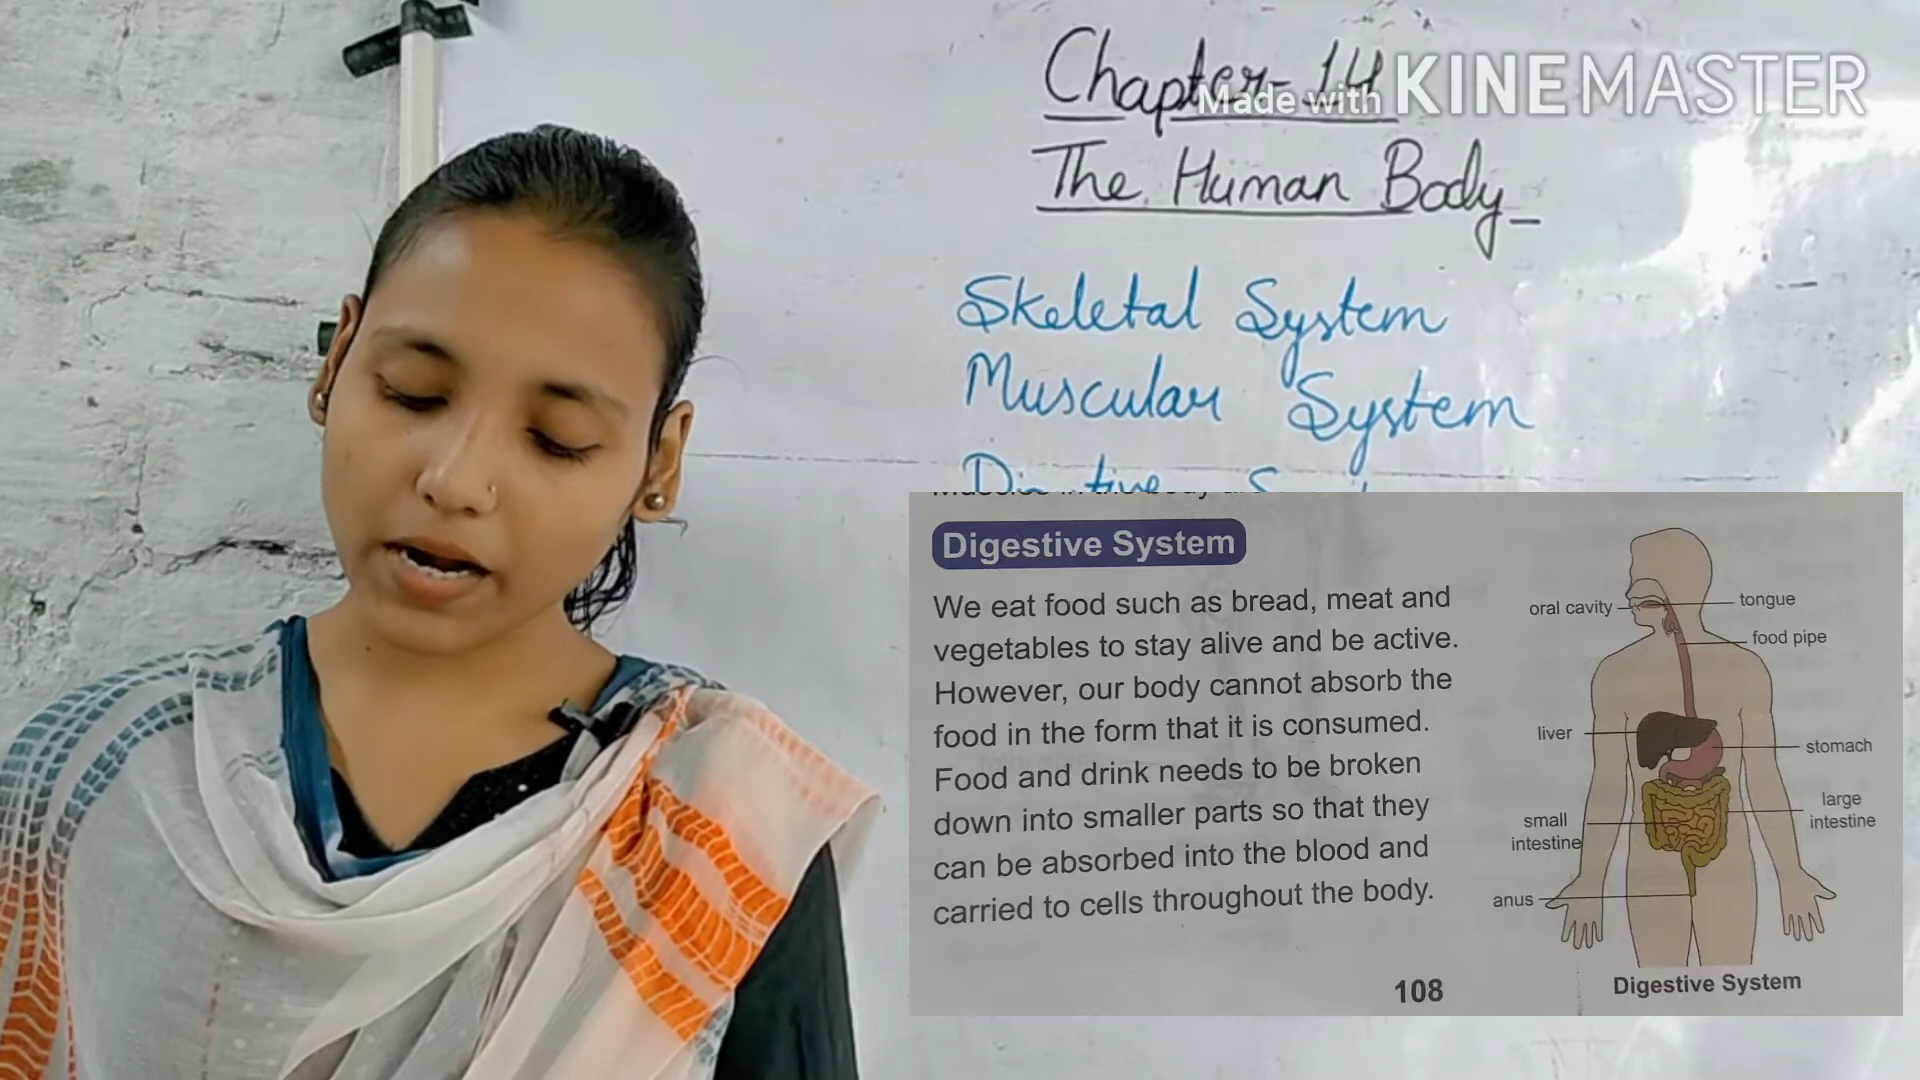 Chapter-14
Made with KINEMASTER
The Human Body
Skeletal System
Muscular System
Digestive System
We eat food such as bread, meat and
vegetables to stay alive and be active.
However, our body cannot absorb the
food in the form that it is consumed.
Food and drink needs to be broken
down into smaller parts so that they
can be absorbed into the blood and
carried to cells throughout the body.
108
oral cavity
tongue
food pipe
liver
stomach
small
intestine
large
intestine
anus
Digestive System